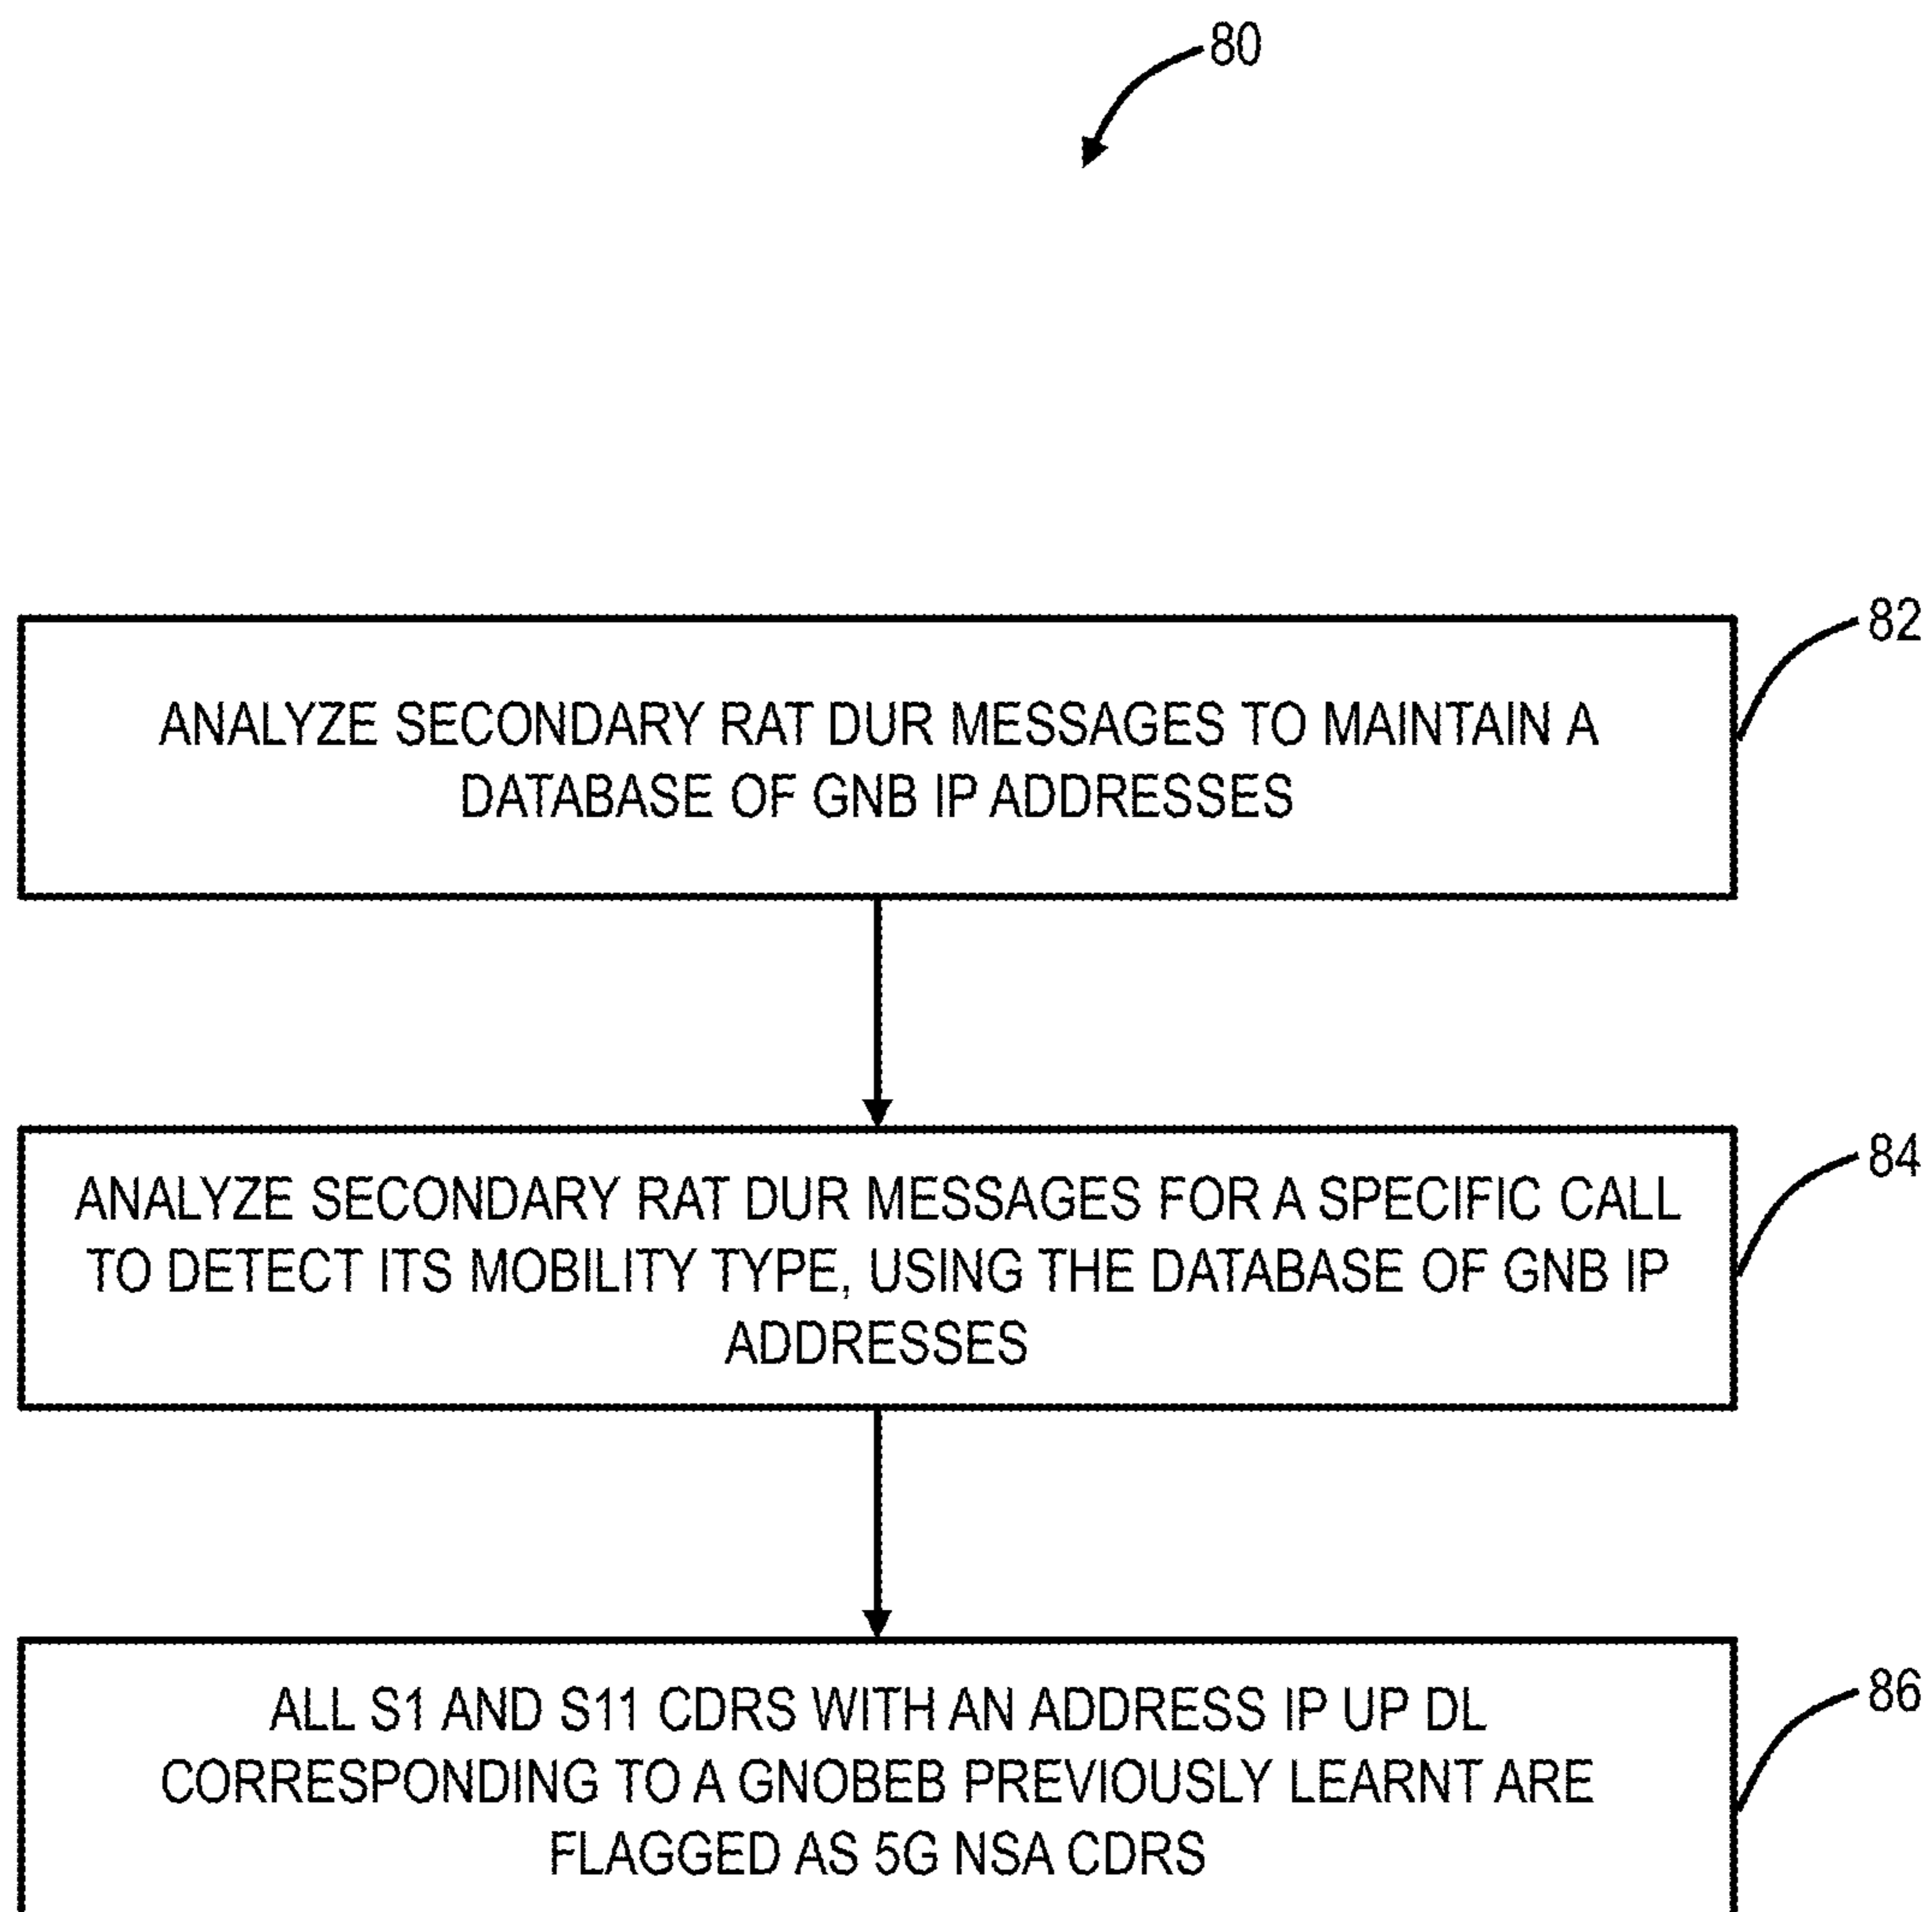 80
82
ANALYZE SECONDARY RAT DUR MESSAGES TO MAINTAIN A
DATABASE OF GNB IP ADDRESSES
84
ANALYZE SECONDARY RAT DUR MESSAGES FOR A SPECIFIC CALL
TO DETECT ITS MOBILITY TYPE, USING THE DATABASE OF GNB IP
ADDRESSES
86
ALL S1 AND S11 CDRS WITH AN ADDRESS IP UP DL
CORRESPONDING TO A GNOBEB PREVIOUSLY LEARNT ARE
FLAGGED AS 5G NSA CDRS